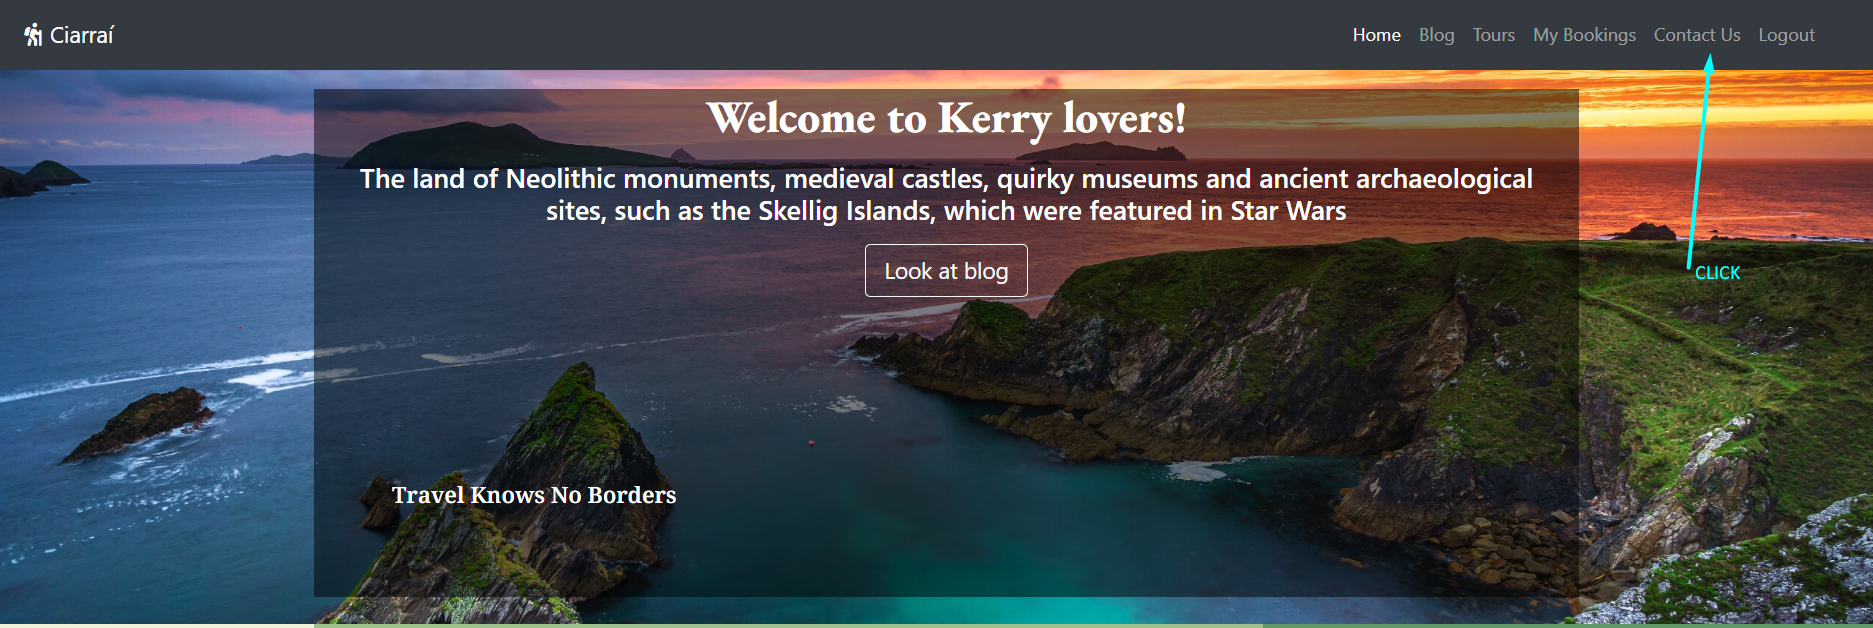 Ciarraí
Home Blog Tours My Bookings Contact Us Logout
Welcome to Kerry lovers!
The land of Neolithic monuments, medieval castles, quirky museums and ancient archaeological
sites, such as the Skellig Islands, which were featured in Star Wars
Look at blog
CLICK
Travel Knows No Borders